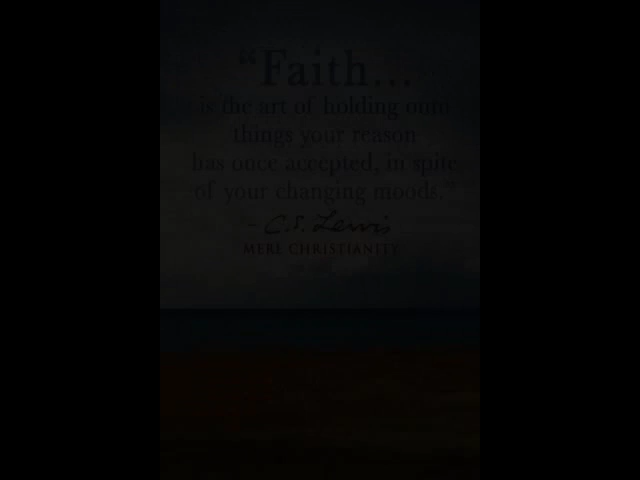 "Faith...
is the art of holding onto
things your reason
has once accepted, in spite
of your changing moods."
- C.S. Lewis
MERE CHRISTIANITY